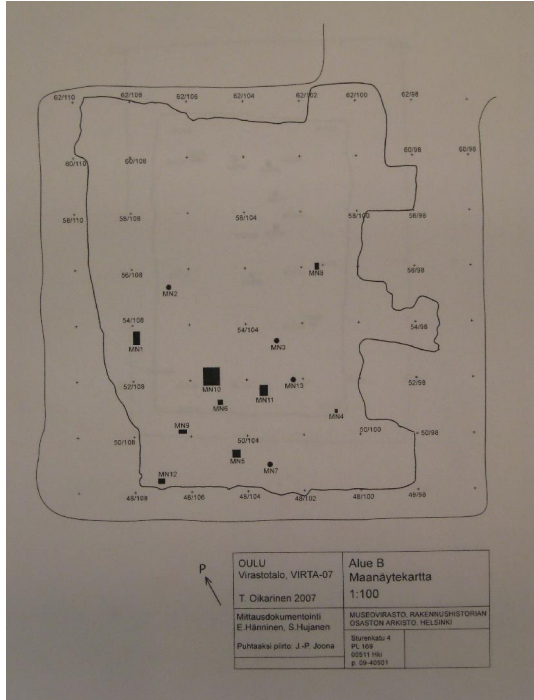 62/110 62/108 62/106 62/104 62/102 62/100 62/98
60/110 60/108 60/98 60/96
58/110 58/108 58/104 58/100 58/98
56/108 MN8 56/98
MN2
54/108 54/104 54/98
MN1 MN3
52/108 MN10 MN11 MN13 52/98
MN6 MN4
MN9
50/108 50/104 50/100 50/98
MN5 MN7
MN12
48/108 48/106 48/104 48/102 48/100 48/98
P
OULU
Virastotalo, VIRTA-07
T. Oikarinen 2007
Mittausdokumentointi
E.Hänninen, S.Hujanen
Puhtaaksi piirto: J.-P. Joona
Alue B
Maanäytekartta
1:100
MUSEOVIRASTO, RAKENNUSHISTORIAN
OSASTON ARKISTO, HELSINKI
Sturenkatu 4
PL 169
00511 Hki
p. 09-40501